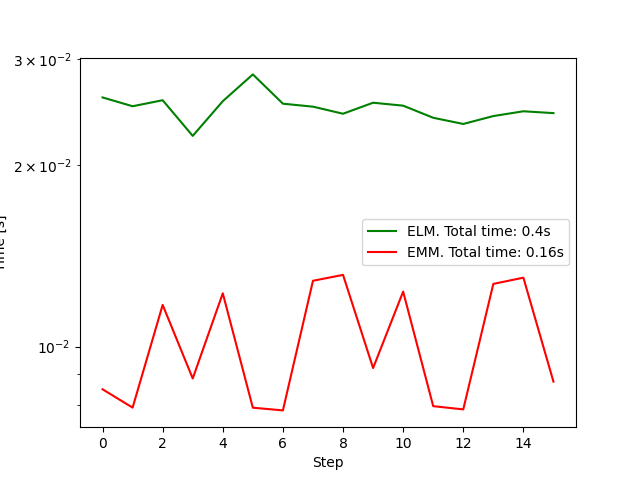 3 × 10⁻²
2 × 10⁻²
10⁻²
Time [s]
ELM. Total time: 0.4s
EMM. Total time: 0.16s
0 2 4 6 8 10 12 14
Step